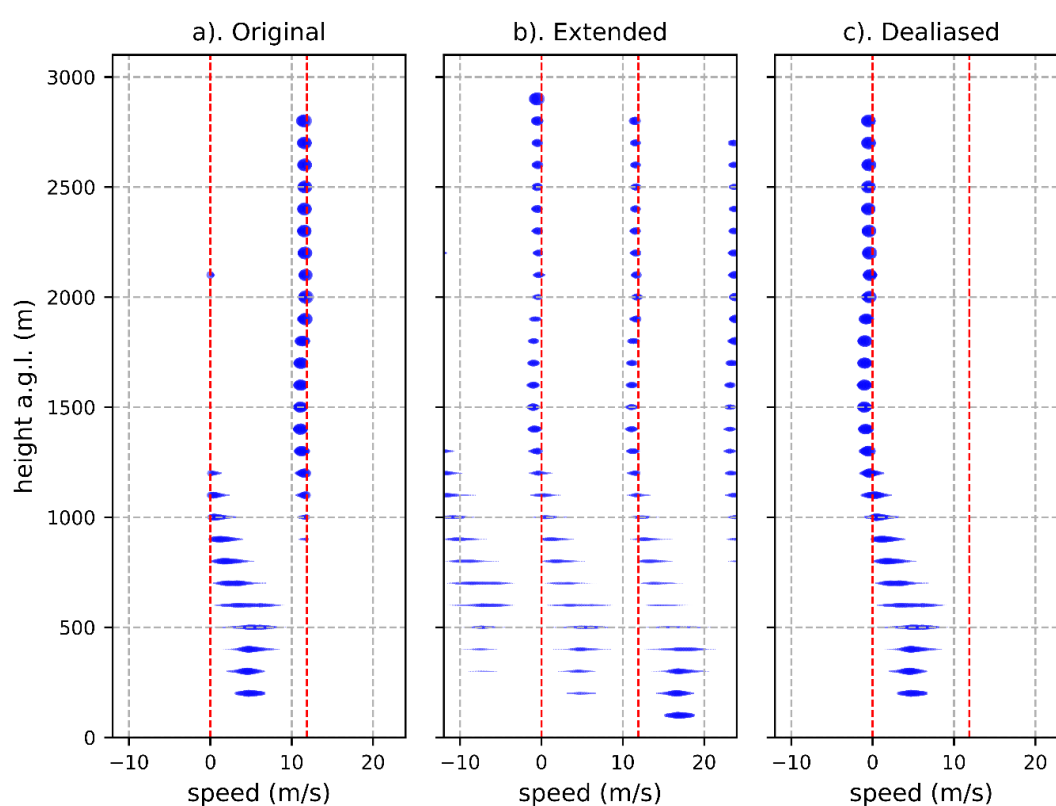 a). Original
b). Extended
c). Dealiased
3000
2500
2000
1500
1000
500
0
height a.g.l. (m)
−10 0 10 20
−10 0 10 20
−10 0 10 20
speed (m/s)
speed (m/s)
speed (m/s)